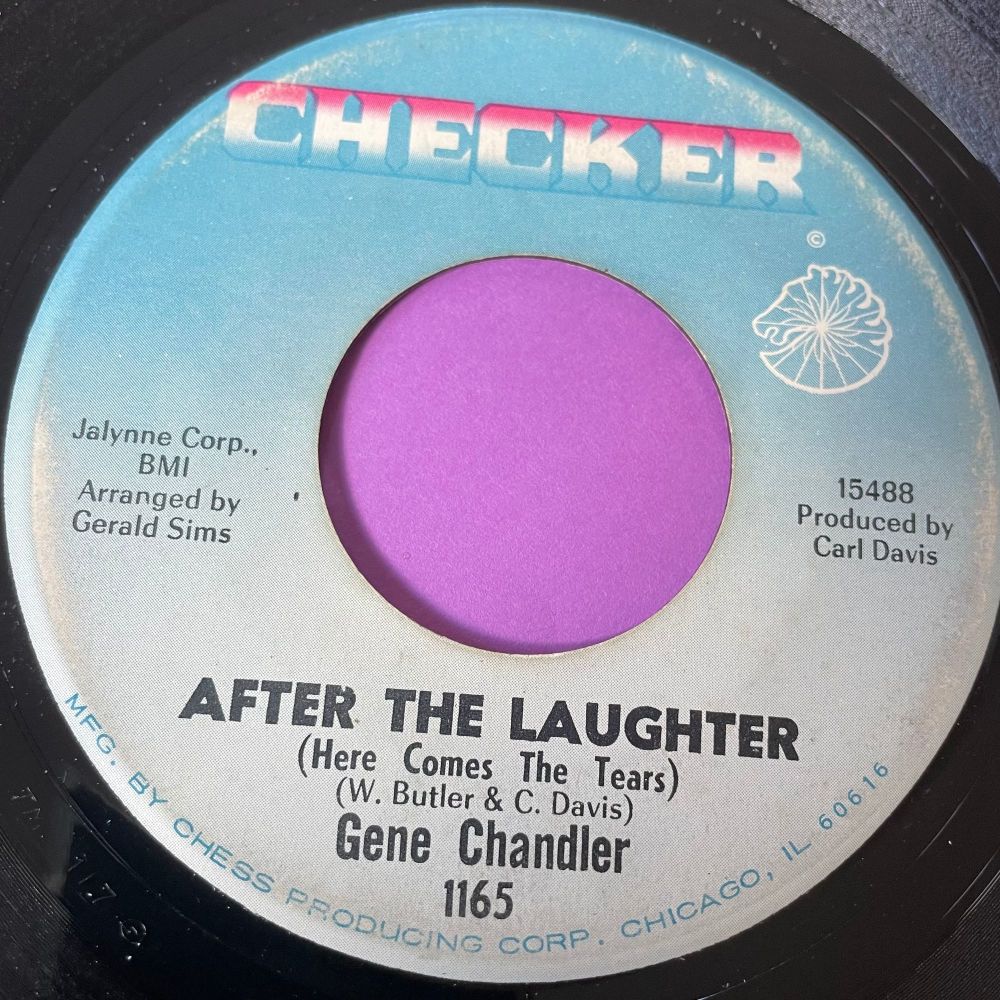 CHECKER
©
Jalynne Corp.,
BMI
Arranged by
Gerald Sims
15488
Produced by
Carl Davis
AFTER THE LAUGHTER
(Here Comes The Tears)
(W. Butler & C. Davis)
Gene Chandler
1165
MFG. BY CHESS PRODUCING CORP. CHICAGO, IL 60616